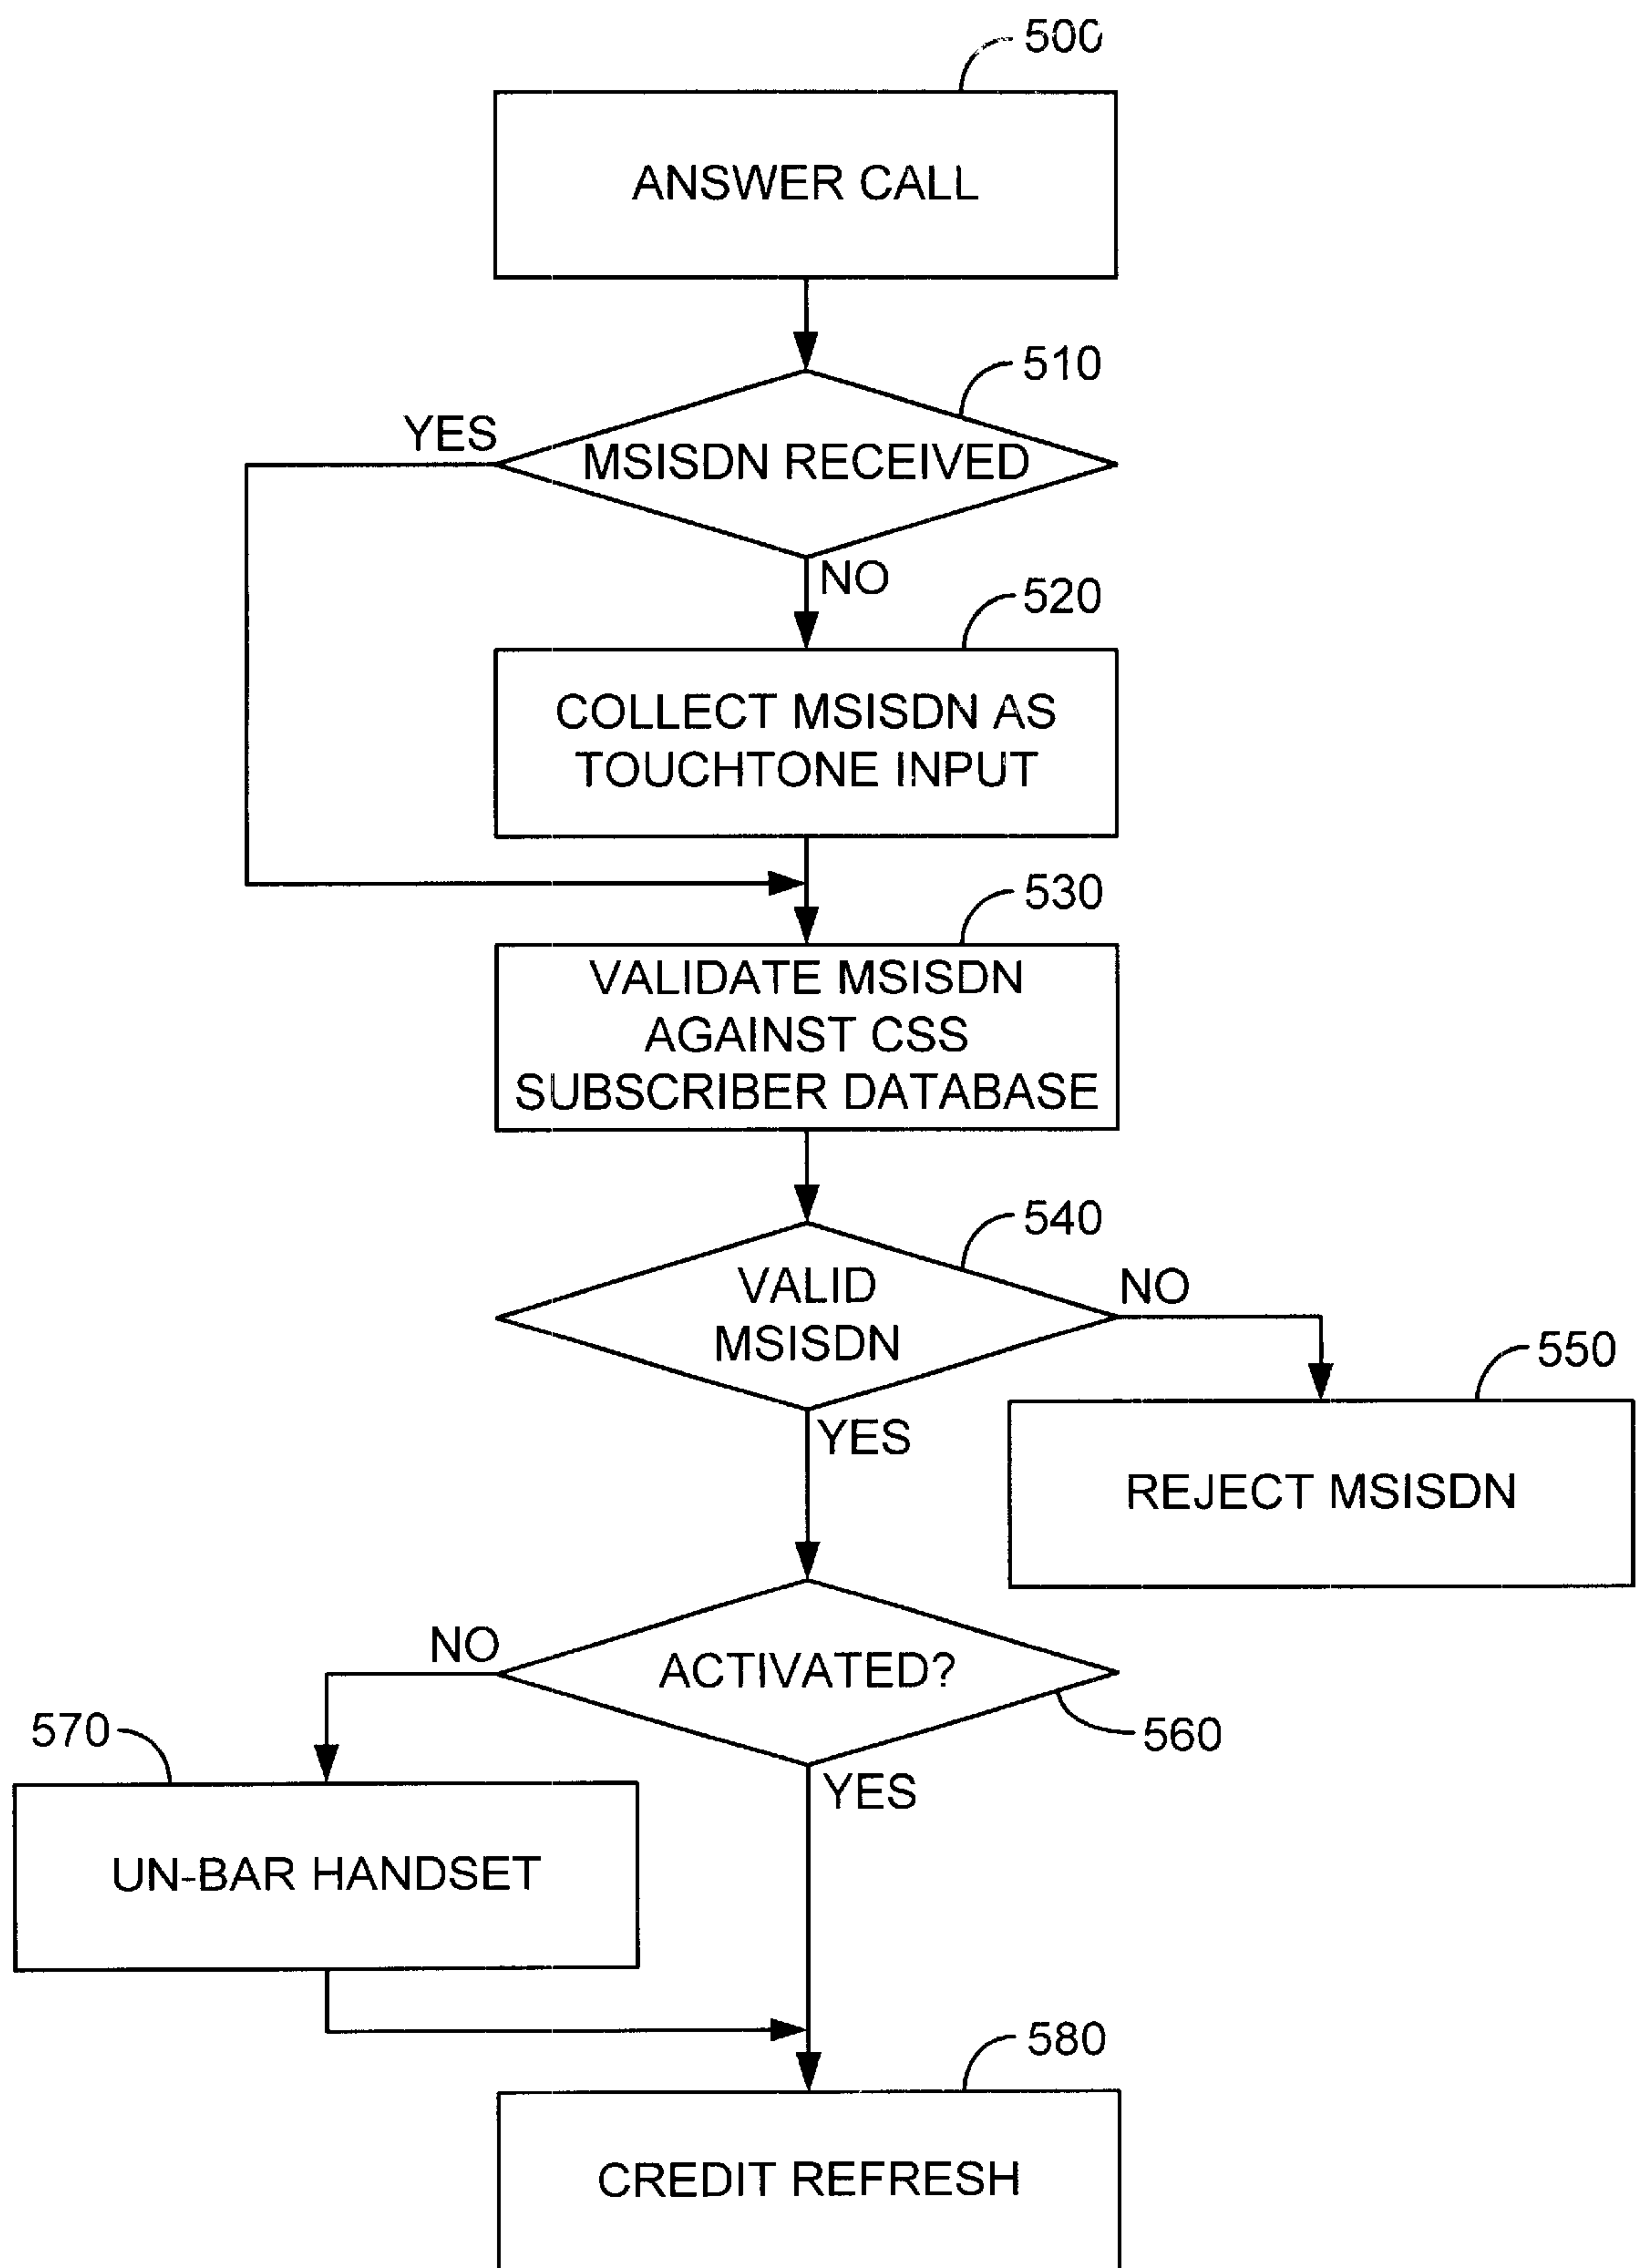 500
ANSWER CALL
510
YES
MSISDN RECEIVED
NO
520
COLLECT MSISDN AS
TOUCHTONE INPUT
530
VALIDATE MSISDN
AGAINST CSS
SUBSCRIBER DATABASE
540
VALID
MSISDN
NO
550
YES
REJECT MSISDN
NO
ACTIVATED?
570
560
YES
UN-BAR HANDSET
580
CREDIT REFRESH